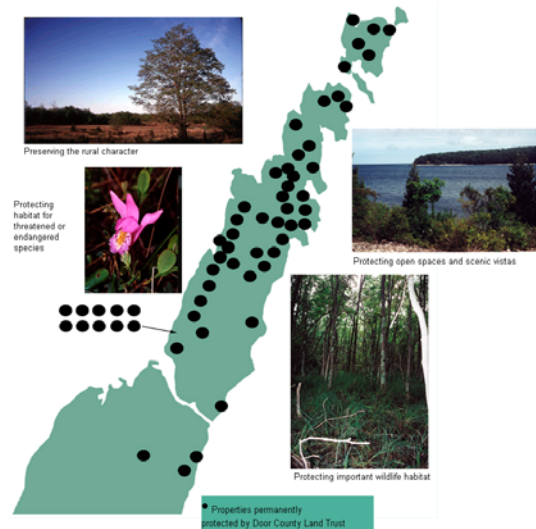 Preserving the rural character
Protecting
habitat for
threatened or
endangered
species
Protecting open spaces and scenic vistas
Protecting important wildlife habitat
Properties permanently
protected by Door County Land Trust